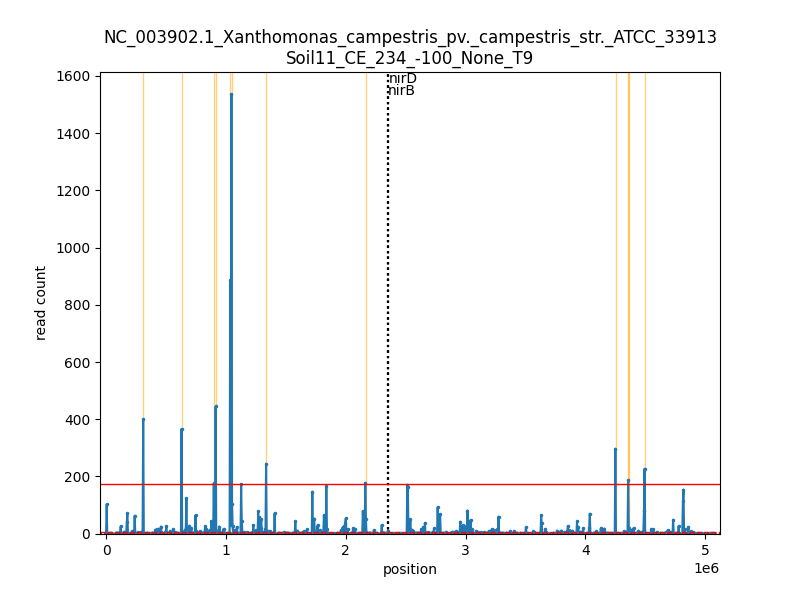 NC_003902.1_Xanthomonas_campestris_pv._campestris_str._ATCC_33913
Soil11_CE_234_-100_None_T9
nirD
nirB
1600
1400
1200
1000
800
600
400
200
0
read count
0
1
2
3
4
5
1e6
position